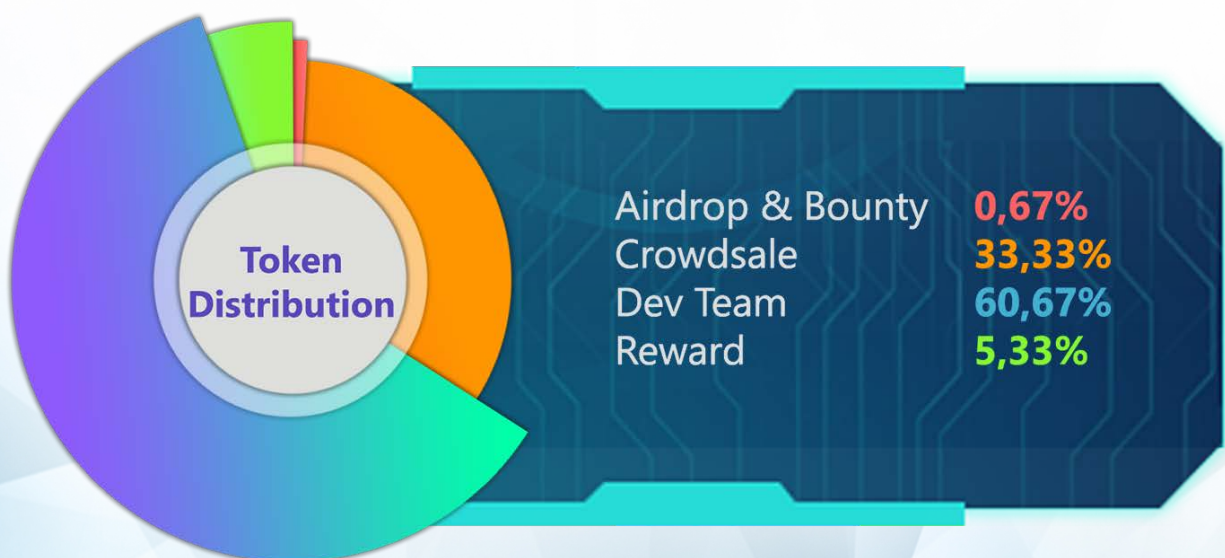 Token
Distribution
Airdrop & Bounty 0,67%
Crowdsale 33,33%
Dev Team 60,67%
Reward 5,33%